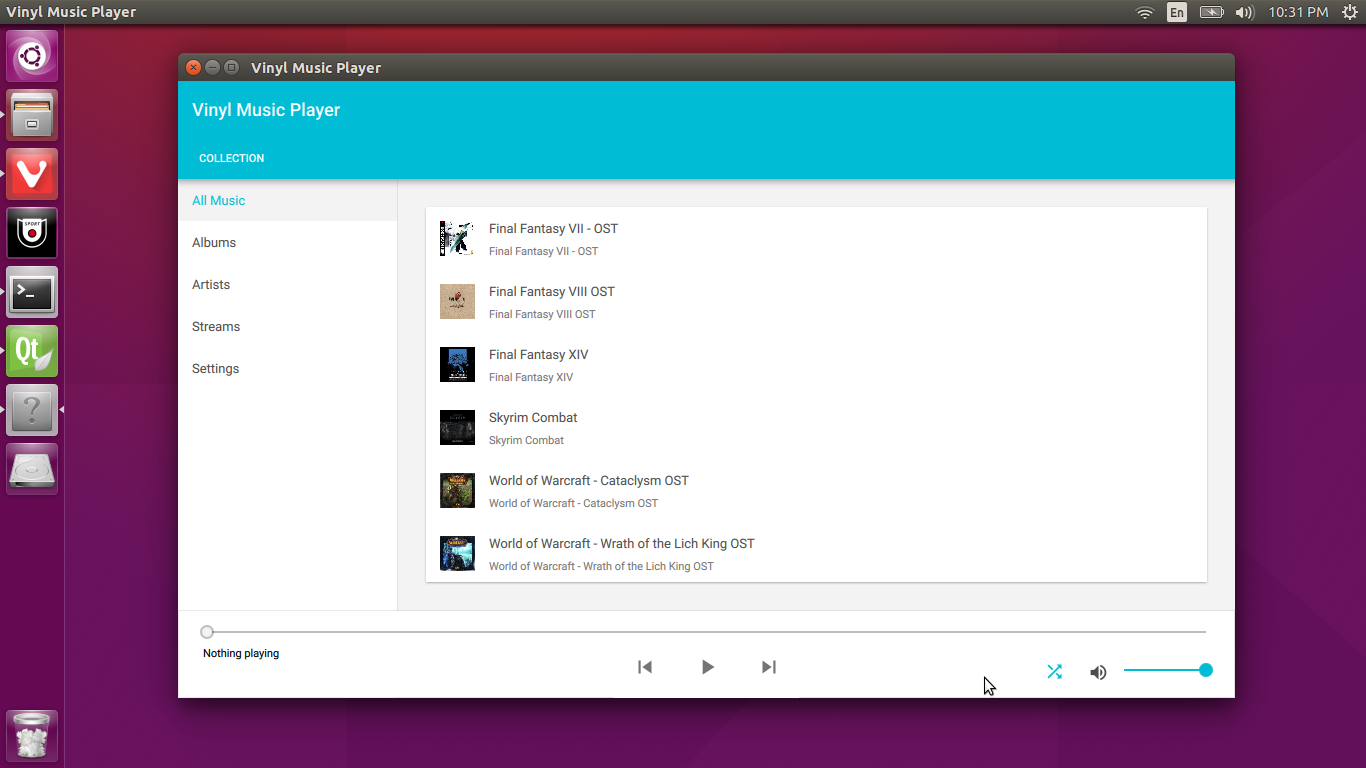 Vinyl Music Player
En
10:31 PM
Vinyl Music Player
Vinyl Music Player
COLLECTION
All Music
Albums
Artists
Streams
Settings
Final Fantasy VII - OST
Final Fantasy VII - OST
Final Fantasy VIII OST
Final Fantasy VIII OST
Final Fantasy XIV
Final Fantasy XIV
Skyrim Combat
Skyrim Combat
World of Warcraft - Cataclysm OST
World of Warcraft - Cataclysm OST
World of Warcraft - Wrath of the Lich King OST
World of Warcraft - Wrath of the Lich King OST
Nothing playing
SPORT
>_
Qt
?